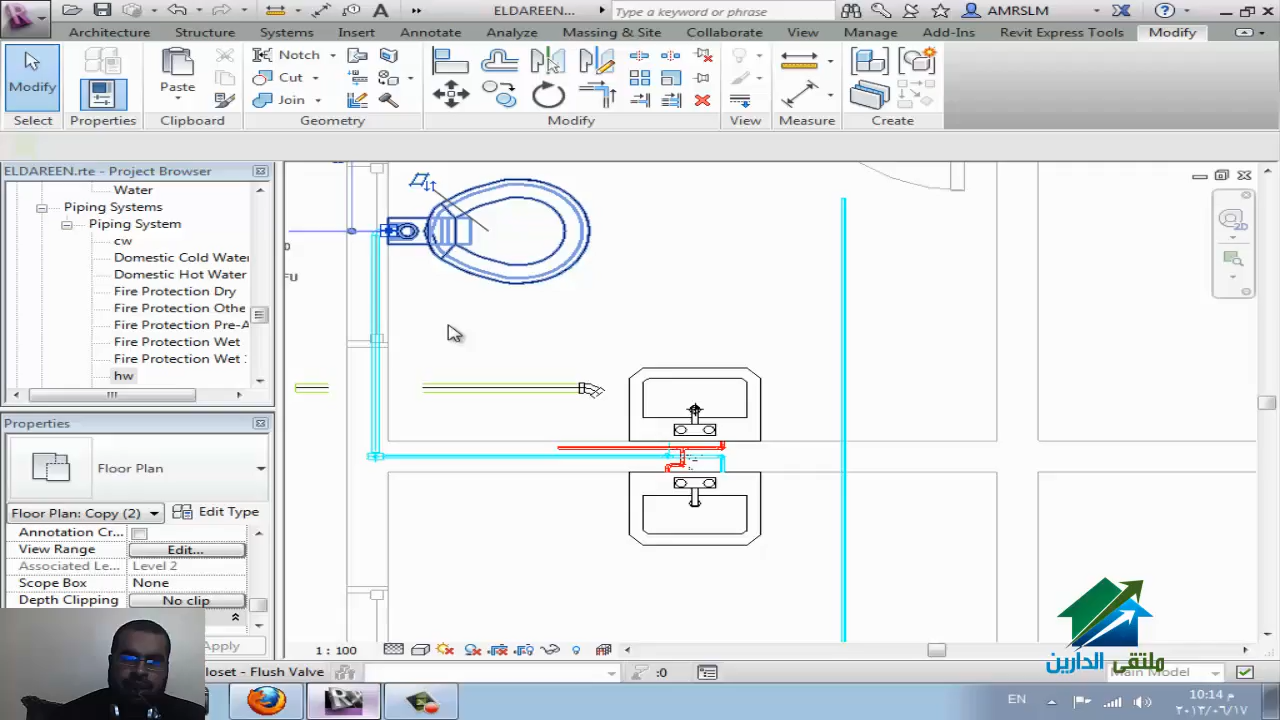 ELDAREEN...
Type a keyword or phrase
AMRSLM
Architecture
Structure
Systems
Insert
Annotate
Analyze
Massing & Site
Collaborate
View
Manage
Add-Ins
Revit Express Tools
Modify
Modify
Paste
Notch
Cut
Join
Select
Properties
Clipboard
Geometry
Modify
View
Measure
Create
ELDAREEN.rte - Project Browser
Water
Piping Systems
Piping System
cw
Domestic Cold Water
Domestic Hot Water
Fire Protection Dry
Fire Protection Othe
Fire Protection Pre-A
Fire Protection Wet
Fire Protection Wet
hw
Properties
Floor Plan
Floor Plan: Copy (2)
Edit Type
Annotation Cr...
View Range
Edit...
Associated Le...
Level 2
Scope Box
None
Depth Clipping
No clip
Apply
FU
1 : 100
ملتقى الدارين
oset - Flush Valve
:0
Main Model
EN
10:14 م
٢٠١٣/٠٦/١٧